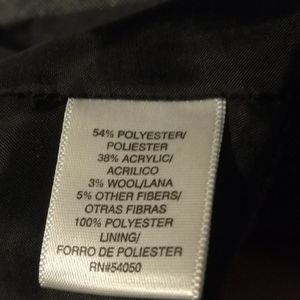 54% POLYESTER/
POLIESTER
38% ACRYLIC/
ACRILICO
3% WOOL/LANA
5% OTHER FIBERS/
OTRAS FIBRAS
100% POLYESTER
LINING/
FORRO DE POLIESTER
RN#54050